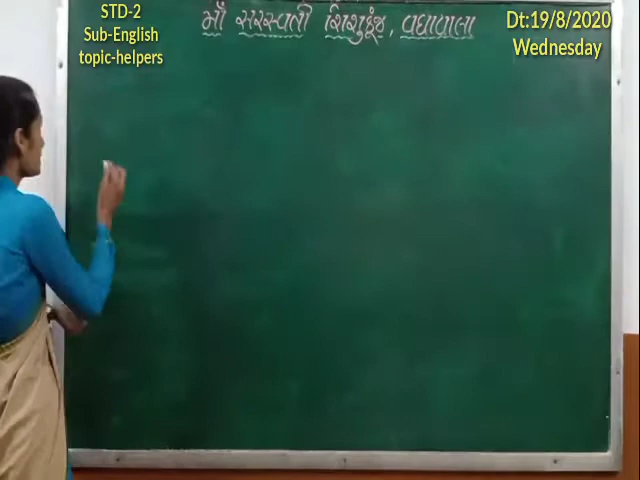 STD-2
Sub-English
topic-helpers
માઁ સરસ્વતી શિશુકુંજ, વઘાવાલા
Dt:19/8/2020
Wednesday